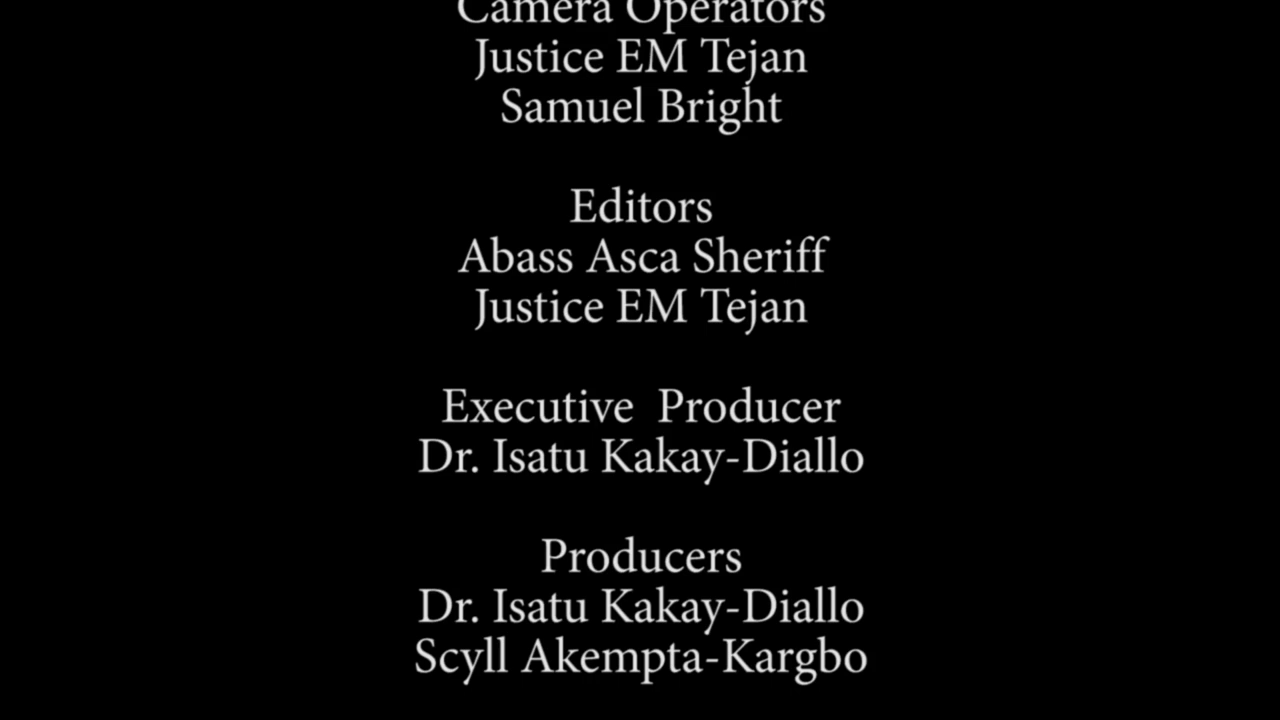 Camera Operators
Justice EM Tejan
Samuel Bright
Editors
Abass Asca Sheriff
Justice EM Tejan
Executive Producer
Dr. Isatu Kakay-Diallo
Producers
Dr. Isatu Kakay-Diallo
Scyll Akempta-Kargbo